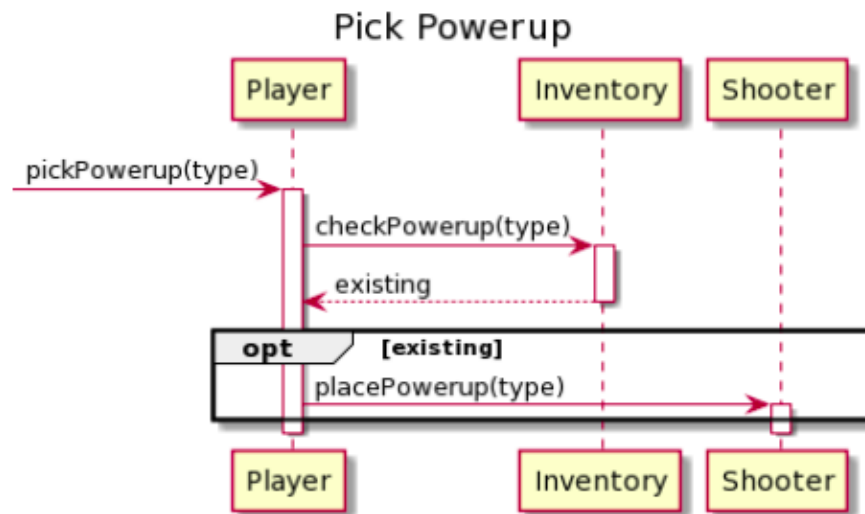 Pick Powerup
Player Inventory Shooter
pickPowerup(type)
checkPowerup(type)
existing
opt [existing]
placePowerup(type)
Player Inventory Shooter